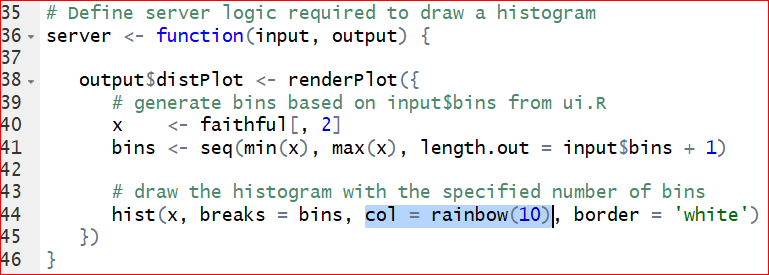 35 # Define server logic required to draw a histogram
36 server <- function(input, output) {
37
38    output$distPlot <- renderPlot({
39       # generate bins based on input$bins from ui.R
40       x    <- faithful[, 2]
41       bins <- seq(min(x), max(x), length.out = input$bins + 1)
42
43       # draw the histogram with the specified number of bins
44       hist(x, breaks = bins, col = rainbow(10), border = 'white')
45    })
46 }